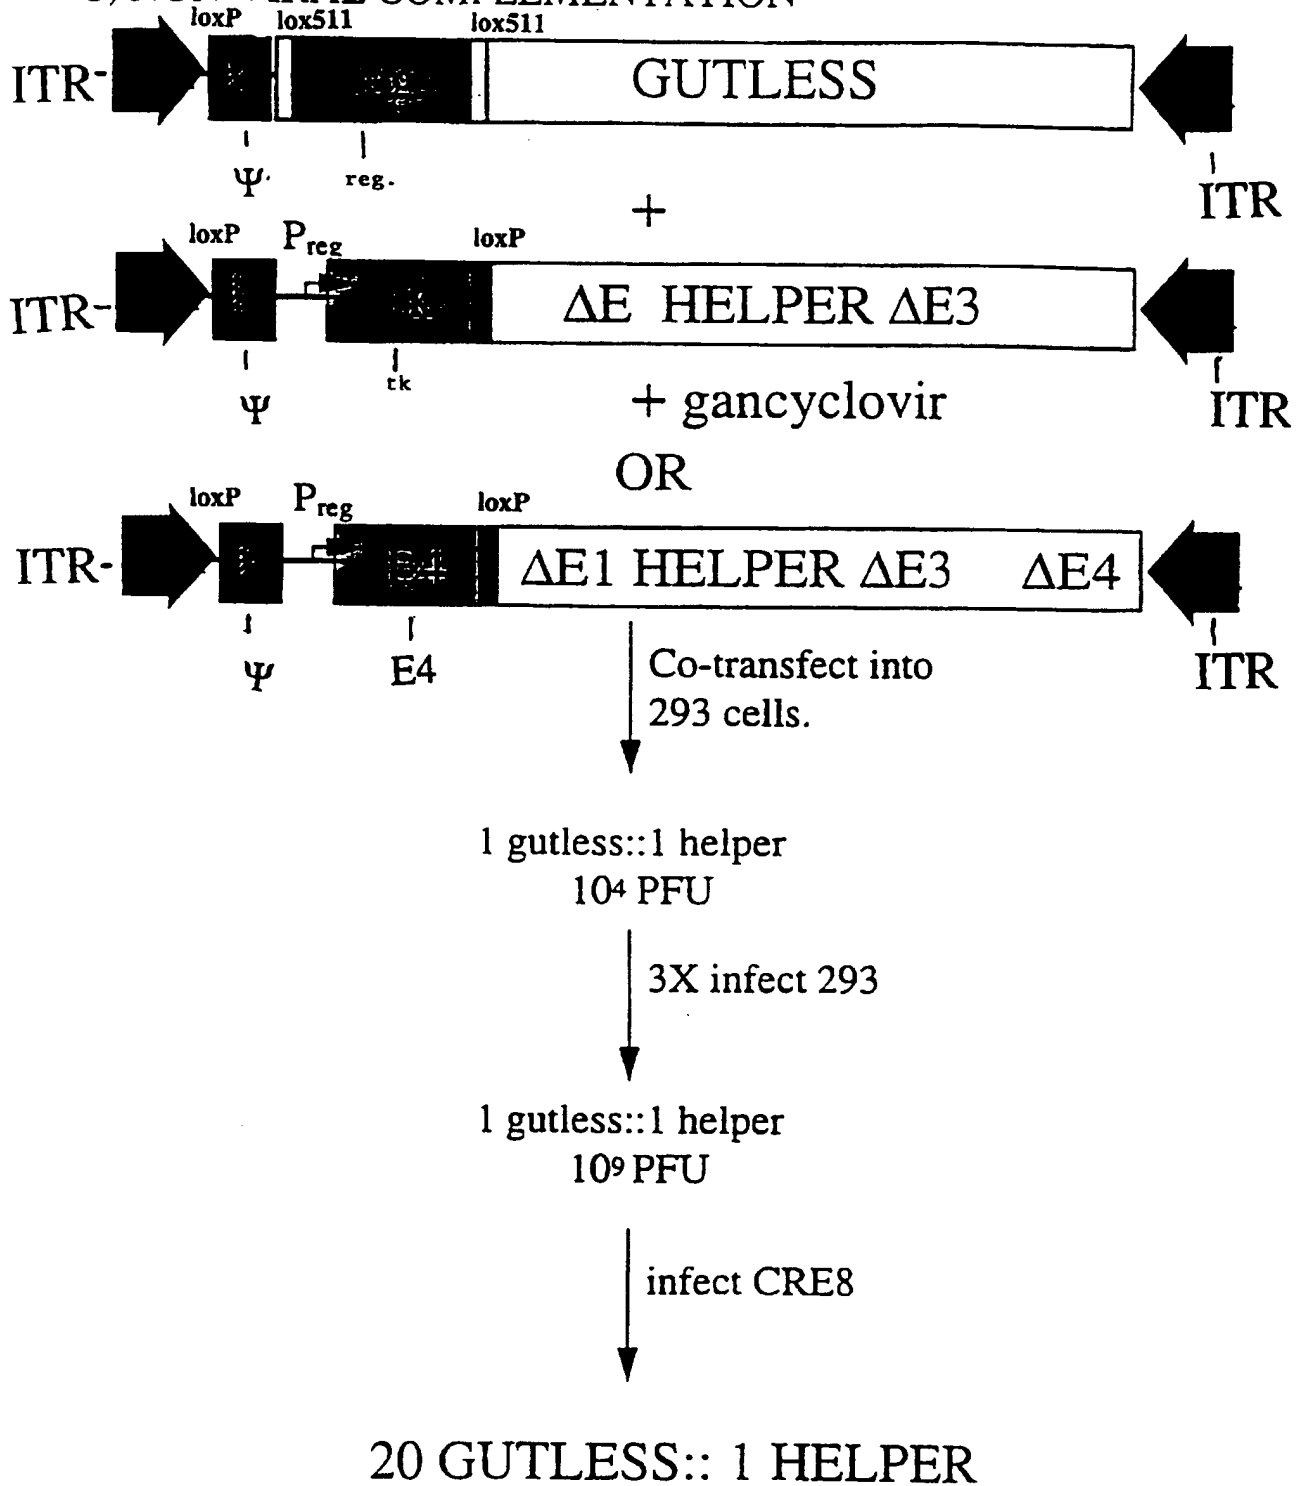 VIRAL COMPLEMENTATION
loxP lox511 lox511
ITR- GUTLESS
Ψ reg. ITR
+
loxP Preg loxP
ITR- ΔE HELPER ΔE3
Ψ tk ITR
+ gancyclovir
OR
loxP Preg loxP
ITR- E4 ΔE1 HELPER ΔE3 ΔE4
Ψ E4 ITR
Co-transfect into
293 cells.
1 gutless::1 helper
10⁴ PFU
3X infect 293
1 gutless::1 helper
10⁹ PFU
infect CRE8
20 GUTLESS:: 1 HELPER